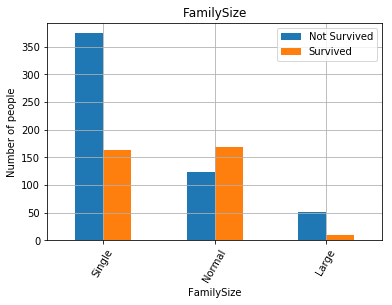 FamilySize
Not Survived
Survived
Number of people
350
300
250
200
150
100
50
0
Single
Normal
Large
FamilySize